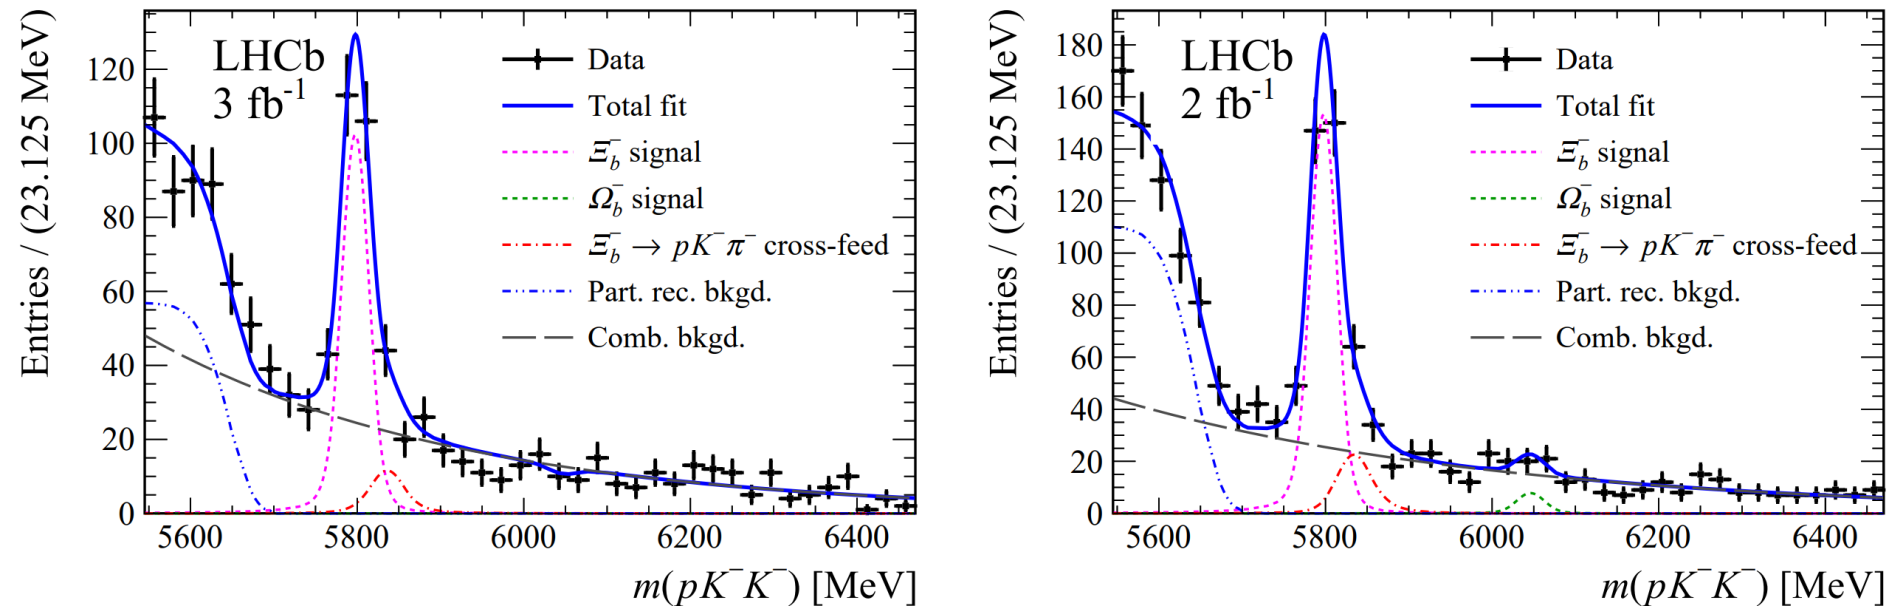 Entries / (23.125 MeV)
120
100
80
60
40
20
0
LHCb
3 fb⁻¹
Data
Total fit
Ξb⁻ signal
Ωb⁻ signal
Ξb⁻ → pK⁻π⁻ cross-feed
Part. rec. bkgd.
Comb. bkgd.
5600 5800 6000 6200 6400
m(pK⁻K⁻) [MeV]
Entries / (23.125 MeV)
180
160
140
120
100
80
60
40
20
0
LHCb
2 fb⁻¹
Data
Total fit
Ξb⁻ signal
Ωb⁻ signal
Ξb⁻ → pK⁻π⁻ cross-feed
Part. rec. bkgd.
Comb. bkgd.
5600 5800 6000 6200 6400
m(pK⁻K⁻) [MeV]